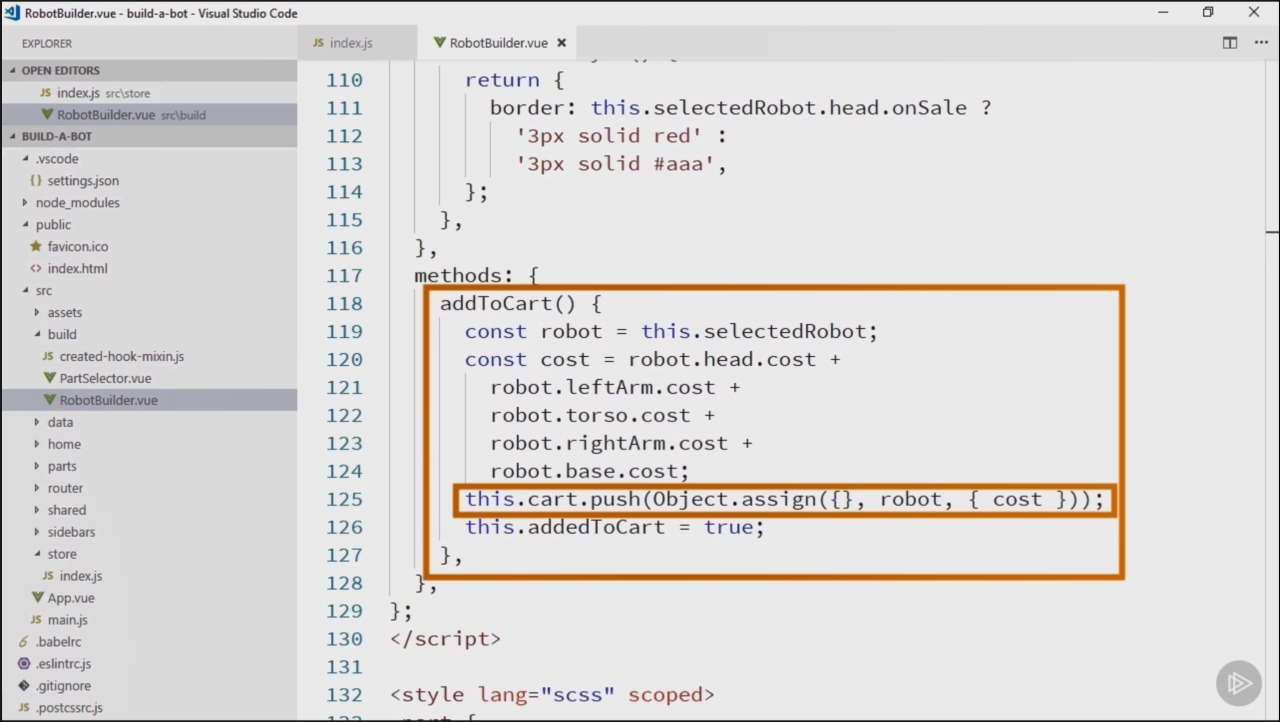 RobotBuilder.vue - build-a-bot - Visual Studio Code
EXPLORER
OPEN EDITORS
JS index.js src\store
RobotBuilder.vue src\build
BUILD-A-BOT
.vscode
{} settings.json
node_modules
public
favicon.ico
<> index.html
src
assets
build
JS created-hook-mixin.js
PartSelector.vue
RobotBuilder.vue
data
home
parts
router
shared
sidebars
store
JS index.js
App.vue
JS main.js
.babelrc
.eslintrc.js
.gitignore
JS .postcssrc.js
JS index.js
RobotBuilder.vue
110 return {
111 border: this.selectedRobot.head.onSale ?
112 '3px solid red' :
113 '3px solid #aaa',
114 };
115 },
116 },
117 methods: {
118 addToCart() {
119 const robot = this.selectedRobot;
120 const cost = robot.head.cost +
121 robot.leftArm.cost +
122 robot.torso.cost +
123 robot.rightArm.cost +
124 robot.base.cost;
125 this.cart.push(Object.assign({}, robot, { cost }));
126 this.addedToCart = true;
127 },
128 },
129 };
130 </script>
131
132 <style lang="scss" scoped>